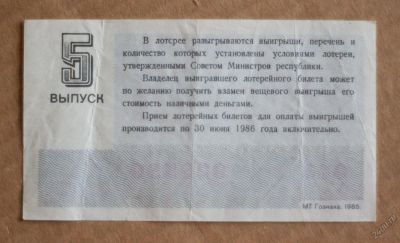 5
ВЫПУСК
В лотерее разыгрываются выигрыши, перечень и
количество которых установлены условиями лотереи,
утвержденными Советом Министров республики.
Владелец выигравшего лотерейного билета может
по желанию получить взамен вещевого выигрыша его
стоимость наличными деньгами.
Прием лотерейных билетов для оплаты выигрышей
производится по 30 июня 1986 года включительно.
МТ Гознака. 1985.